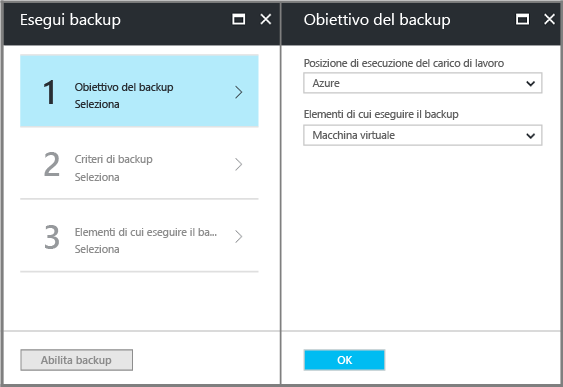 Esegui backup
1
Obiettivo del backup
Seleziona
2
Criteri di backup
Seleziona
3
Elementi di cui eseguire il ba...
Seleziona
Abilita backup
Obiettivo del backup
Posizione di esecuzione del carico di lavoro
Azure
Elementi di cui eseguire il backup
Macchina virtuale
OK